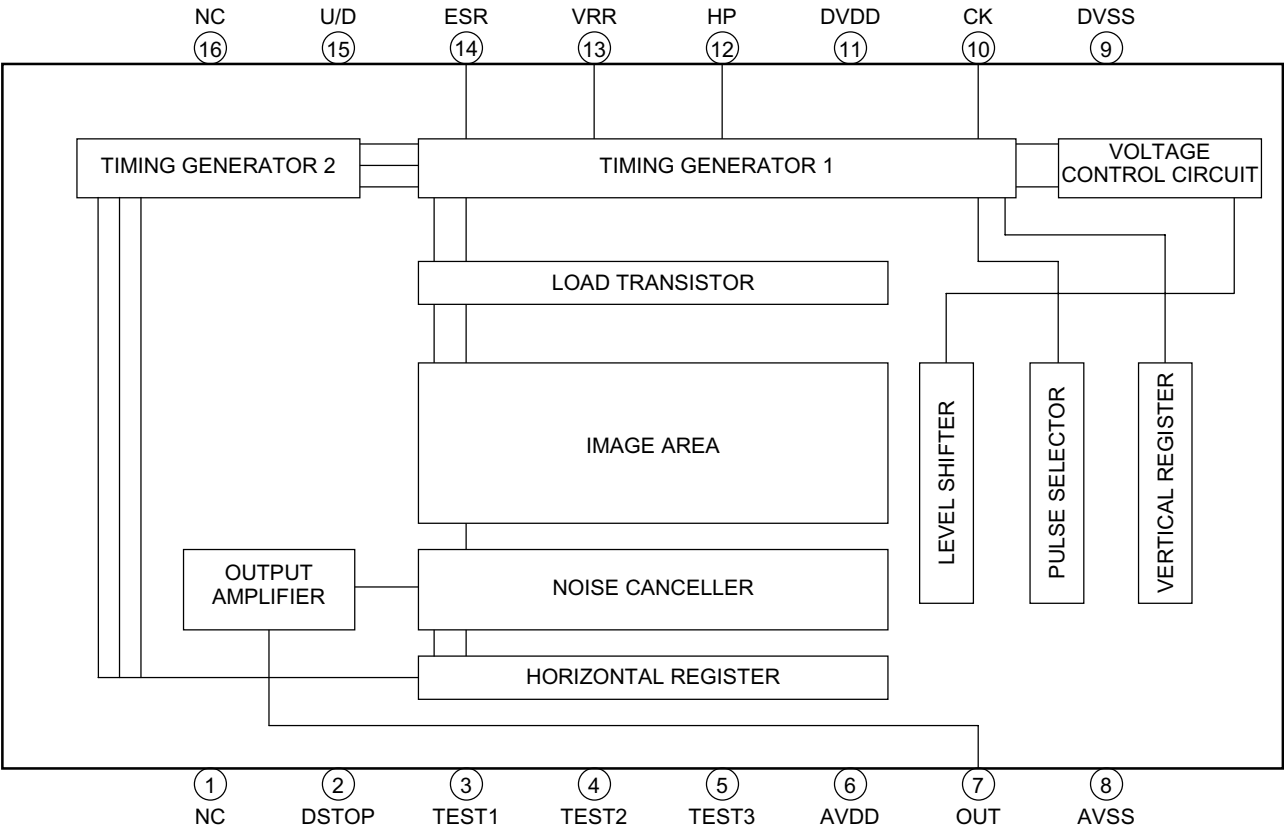 NC U/D ESR VRR HP DVDD CK DVSS
16 15 14 13 12 11 10 9
TIMING GENERATOR 2
TIMING GENERATOR 1
VOLTAGE
CONTROL CIRCUIT
LOAD TRANSISTOR
IMAGE AREA
LEVEL SHIFTER
PULSE SELECTOR
VERTICAL REGISTER
OUTPUT
AMPLIFIER
NOISE CANCELLER
HORIZONTAL REGISTER
1 2 3 4 5 6 7 8
NC DSTOP TEST1 TEST2 TEST3 AVDD OUT AVSS